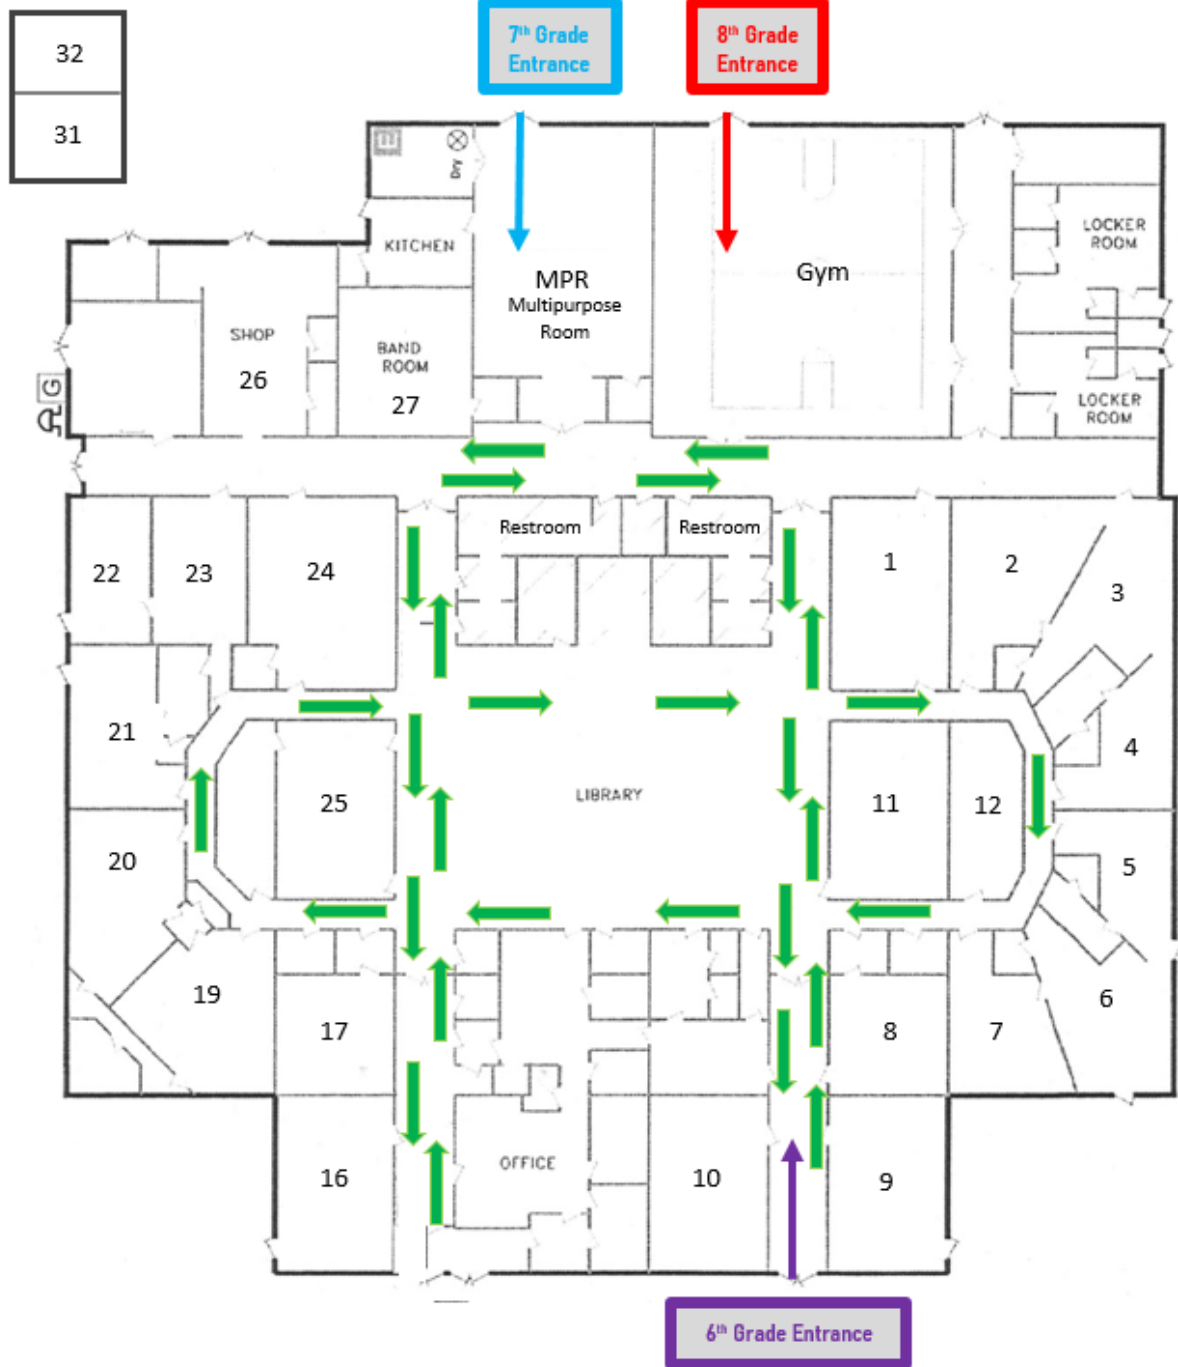 7th Grade
Entrance
8th Grade
Entrance
32
31
Dry
KITCHEN
LOCKER
ROOM
MPR
Multipurpose
Room
Gym
SHOP
26
BAND
ROOM
27
G
LOCKER
ROOM
Restroom
Restroom
22
23
24
1
2
3
21
25
LIBRARY
11
12
4
20
5
19
17
8
7
6
16
OFFICE
10
9
6th Grade Entrance